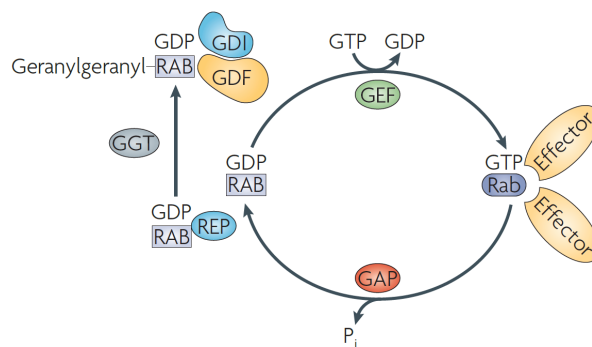 GDP
GDI
Geranylgeranyl
RAB
GDF
GTP
GDP
GEF
GGT
GDP
RAB
GTP
Rab
Effector
Effector
GDP
RAB
REP
GAP
Pi